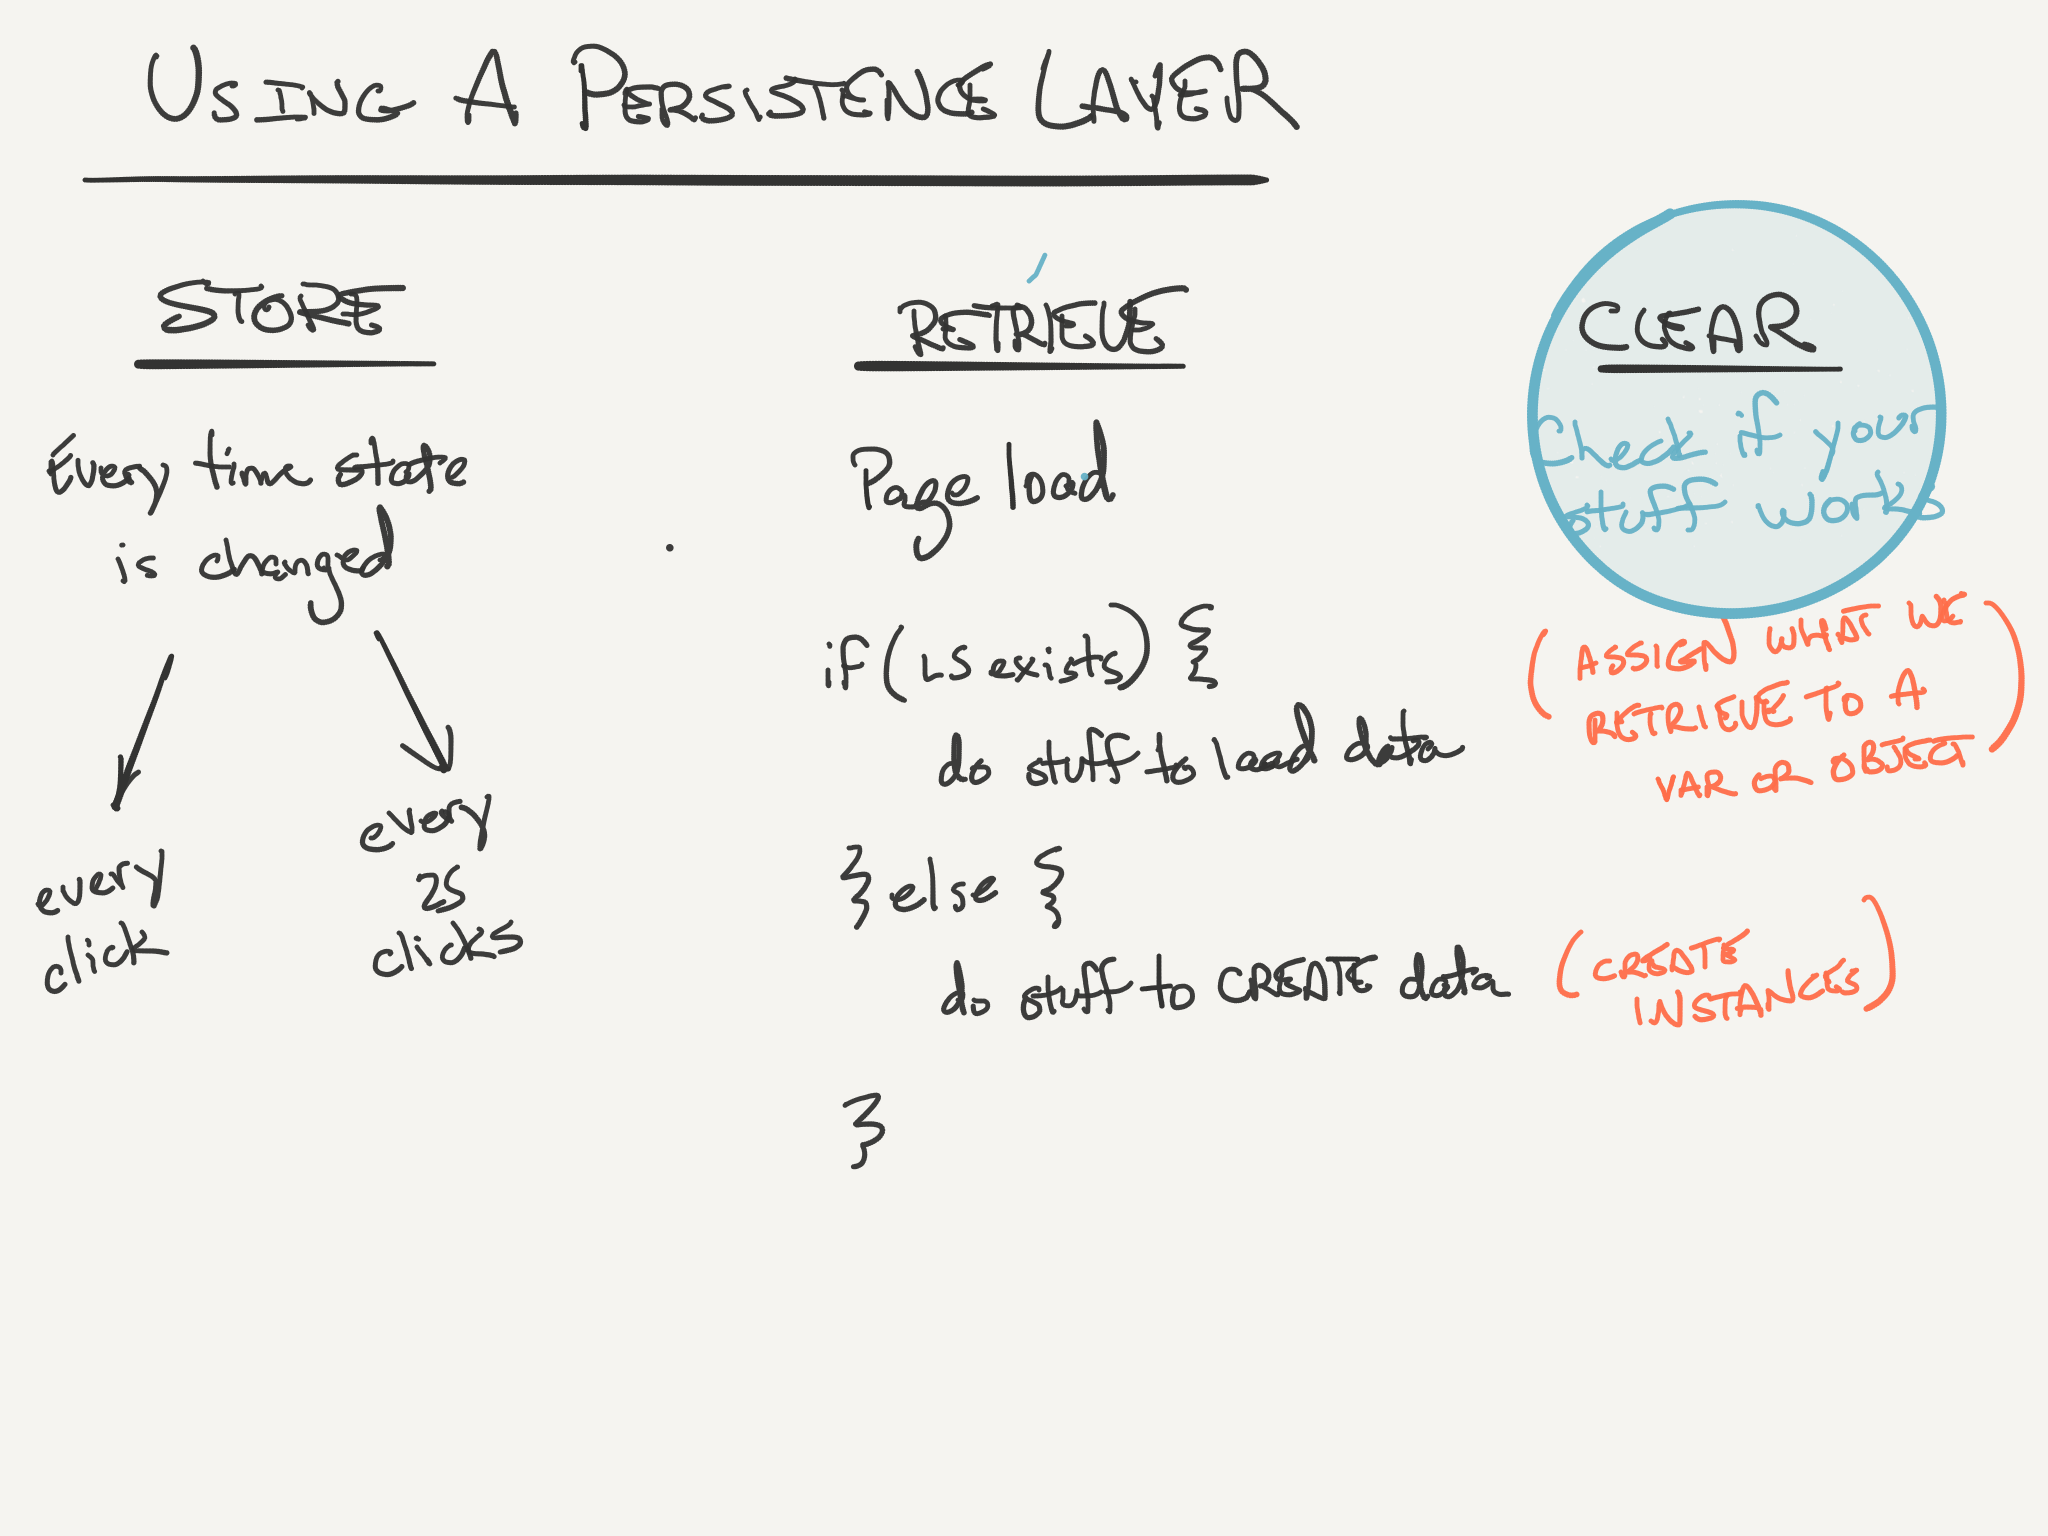 USING A PERSISTENCE LAYER
STORE
Every time state
is changed
every
click
every
25
clicks
RETRIEVE
Page load
if (LS exists) {
do stuff to load data
(ASSIGN WHAT WE
RETRIEVE TO A
VAR OR OBJECT)
} else {
do stuff to CREATE data
(CREATE
INSTANCES)
}
CLEAR
Check if your
stuff works